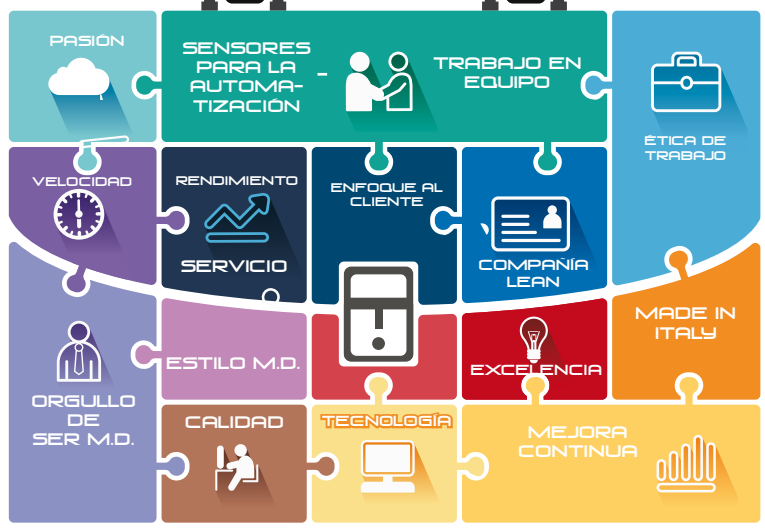 PASIÓN
SENSORES
PARA LA
AUTOMA-
TIZACIÓN
-
TRABAJO EN
EQUIPO
ÉTICA DE
TRABAJO
VELOCIDAD
RENDIMIENTO
SERVICIO
ENFOQUE AL
CLIENTE
COMPAÑÍA
LEAN
MADE IN
ITALY
ORGULLO
DE
SER M.D.
ESTILO M.D.
EXCELENCIA
CALIDAD
TECNOLOGÍA
MEJORA
CONTINUA